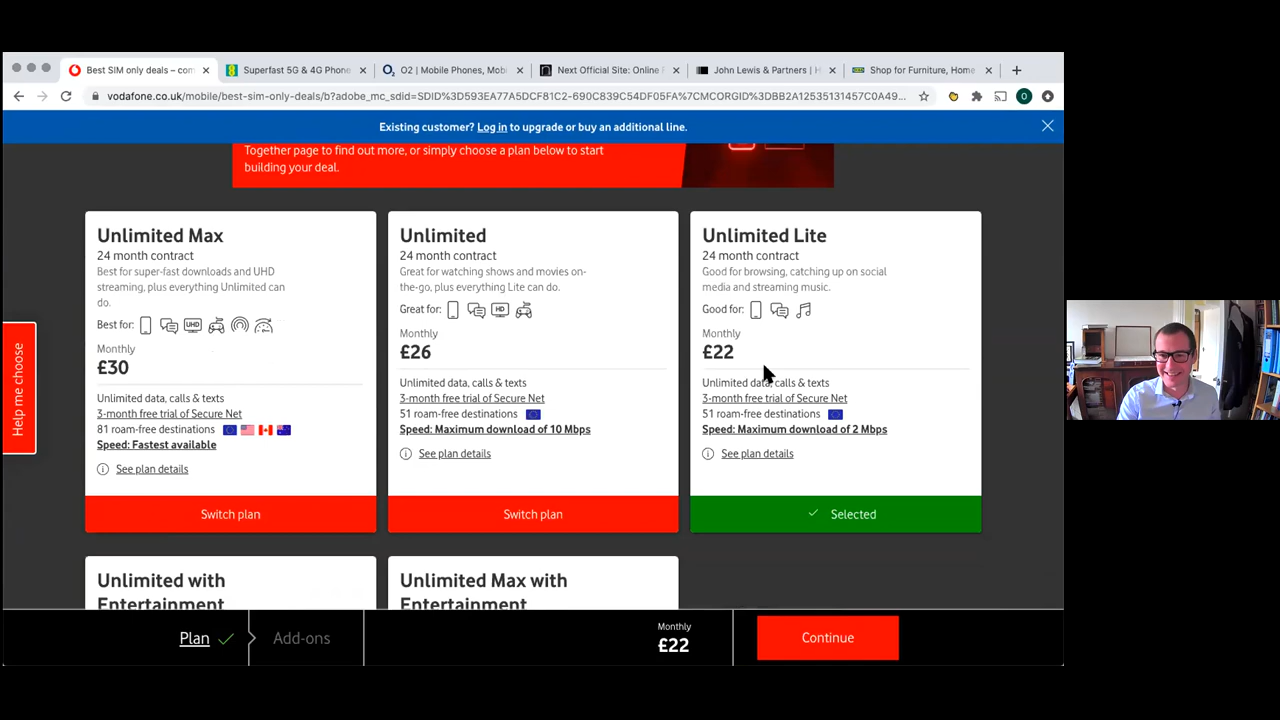 Best SIM only deals – com
Superfast 5G & 4G Phone
O2 | Mobile Phones, Mobi
Next Official Site: Online F
John Lewis & Partners | H
Shop for Furniture, Home
vodafone.co.uk/mobile/best-sim-only-deals/b?adobe_mc_sdid=SDID%3D593EA77A5DCF81C2-690C839C54DF05FA%7CMCORGID%3DBB2A12535131457C0A49...
O
Existing customer? Log in to upgrade or buy an additional line.
Together page to find out more, or simply choose a plan below to start
building your deal.
Help me choose
Unlimited Max
24 month contract
Best for super-fast downloads and UHD
streaming, plus everything Unlimited can
do.
Best for:
UHD
Monthly
£30
Unlimited data, calls & texts
3-month free trial of Secure Net
81 roam-free destinations
Speed: Fastest available
See plan details
Switch plan
Unlimited
24 month contract
Great for watching shows and movies on-
the-go, plus everything Lite can do.
Great for:
HD
Monthly
£26
Unlimited data, calls & texts
3-month free trial of Secure Net
51 roam-free destinations
Speed: Maximum download of 10 Mbps
See plan details
Switch plan
Unlimited Lite
24 month contract
Good for browsing, catching up on social
media and streaming music.
Good for:
Monthly
£22
Unlimited data, calls & texts
3-month free trial of Secure Net
51 roam-free destinations
Speed: Maximum download of 2 Mbps
See plan details
Selected
Unlimited with
Entertainment
Unlimited Max with
Entertainment
Plan
Add-ons
Monthly
£22
Continue